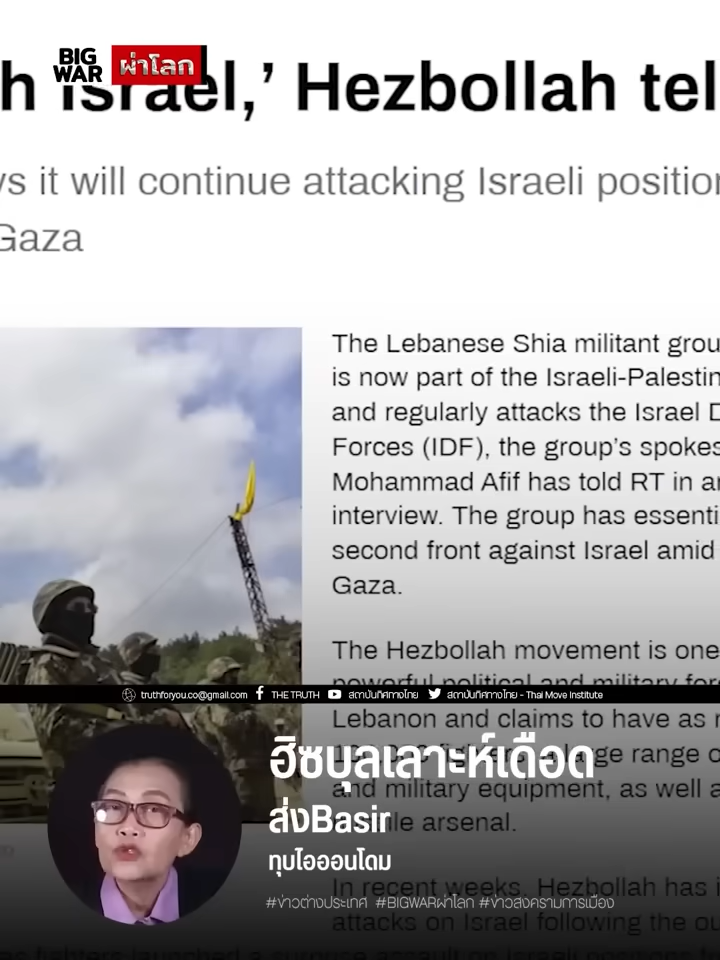 BIG
WAR
ผ่าโลก
h Israel,’ Hezbollah tel
ys it will continue attacking Israeli position
Gaza
The Lebanese Shia militant grou
is now part of the Israeli-Palestin
and regularly attacks the Israel D
Forces (IDF), the group’s spokes
Mohammad Afif has told RT in an
interview. The group has essenti
second front against Israel amid
Gaza.
The Hezbollah movement is one
powerful political and military for
truthforyou.co@gmail.com THE TRUTH สถาบันทิศทางไทย สถาบันทิศทางไทย - Thai Move Institute
Lebanon and claims to have as
ฮิซบุลเลาะห์เดือด
ge range o
and military equipment, as well a
ส่งBasir
arsenal.
ทุบไอออนโดม
In recent weeks, Hezbollah has i
#ข่าวต่างประเทศ #BIGWARผ่าโลก #ข่าวสงครามการเมือง
attacks on Israel following the ou